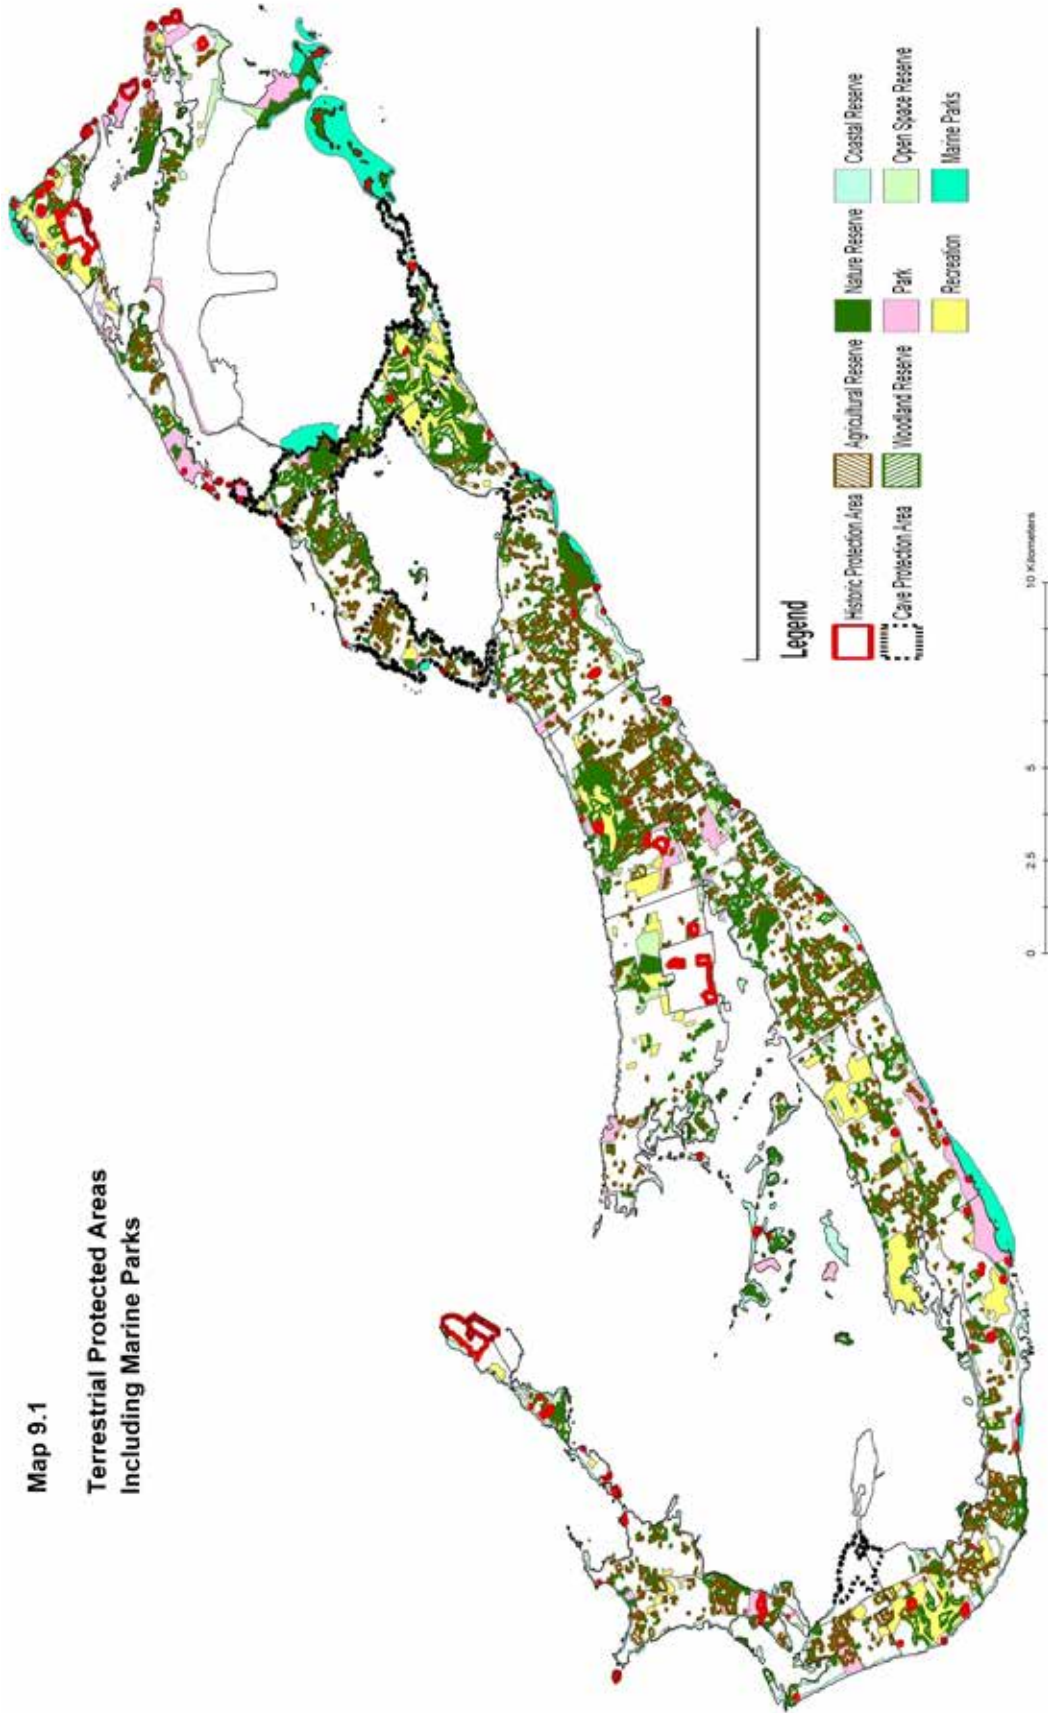 Map 9.1
Terrestrial Protected Areas
Including Marine Parks
Legend
Historic Protection Area
Agricultural Reserve
Nature Reserve
Coastal Reserve
Cave Protection Area
Woodland Reserve
Park
Open Space Reserve
Recreation
Marine Parks
0 2.5 5 10 Kilometers